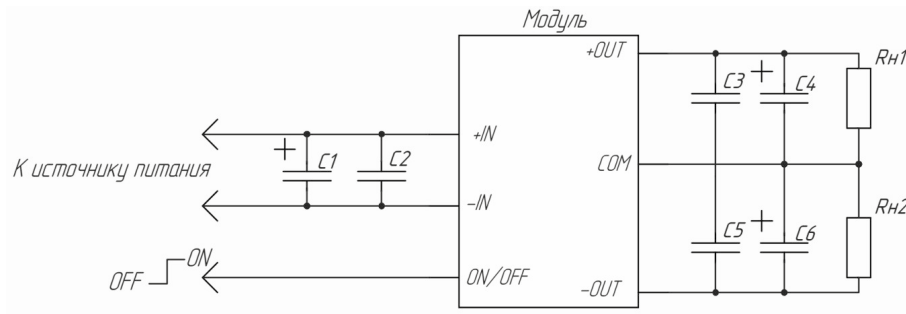 Модуль
+OUT
Rн1
C3
C4
+
+IN
+
C1
C2
К источнику питания
COM
-IN
Rн2
+
C5
C6
ON
OFF
ON/OFF
-OUT